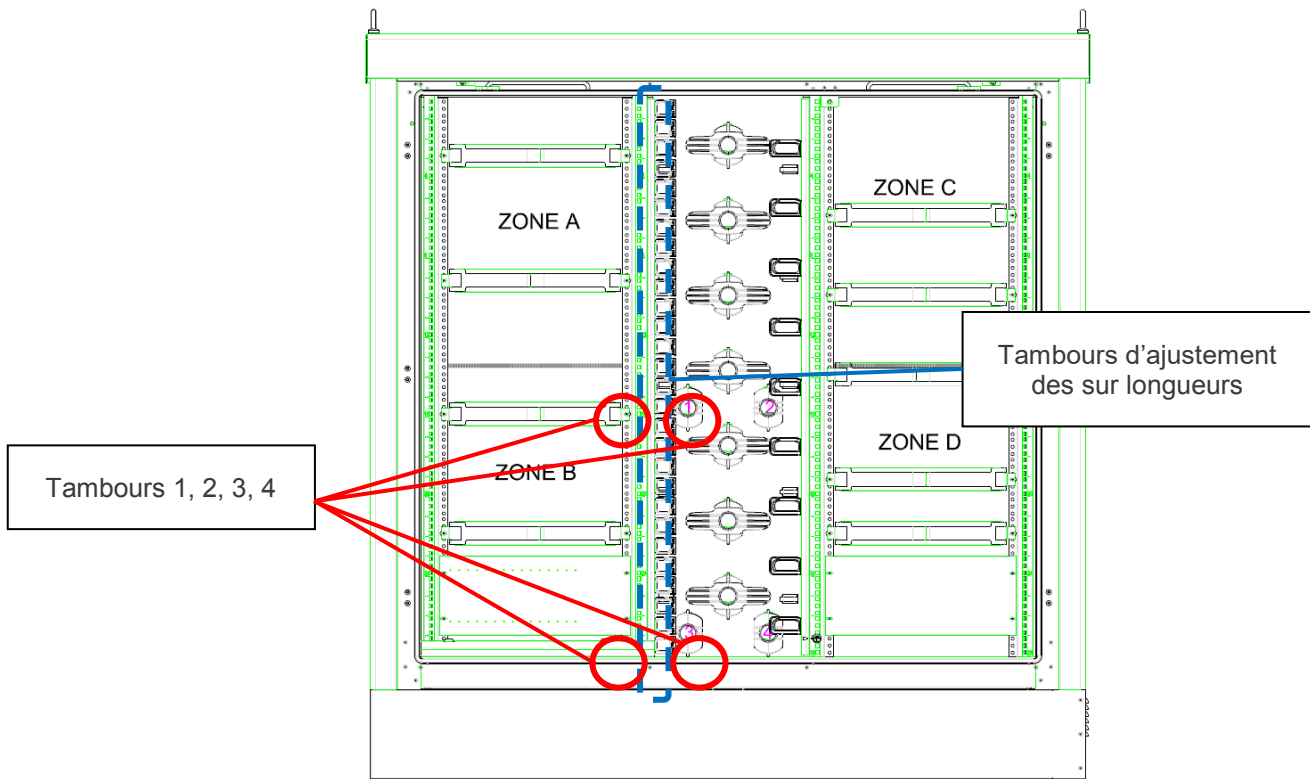 ZONE C
ZONE A
Tambours d’ajustement
des sur longueurs
1
2
ZONE D
ZONE B
Tambours 1, 2, 3, 4
3
4